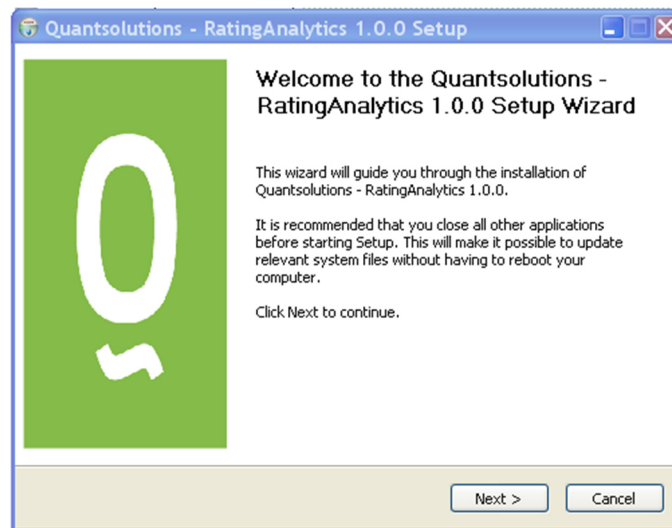 Quantsolutions - RatingAnalytics 1.0.0 Setup
Welcome to the Quantsolutions -
RatingAnalytics 1.0.0 Setup Wizard
This wizard will guide you through the installation of
Quantsolutions - RatingAnalytics 1.0.0.
It is recommended that you close all other applications
before starting Setup. This will make it possible to update
relevant system files without having to reboot your
computer.
Click Next to continue.
Next >
Cancel